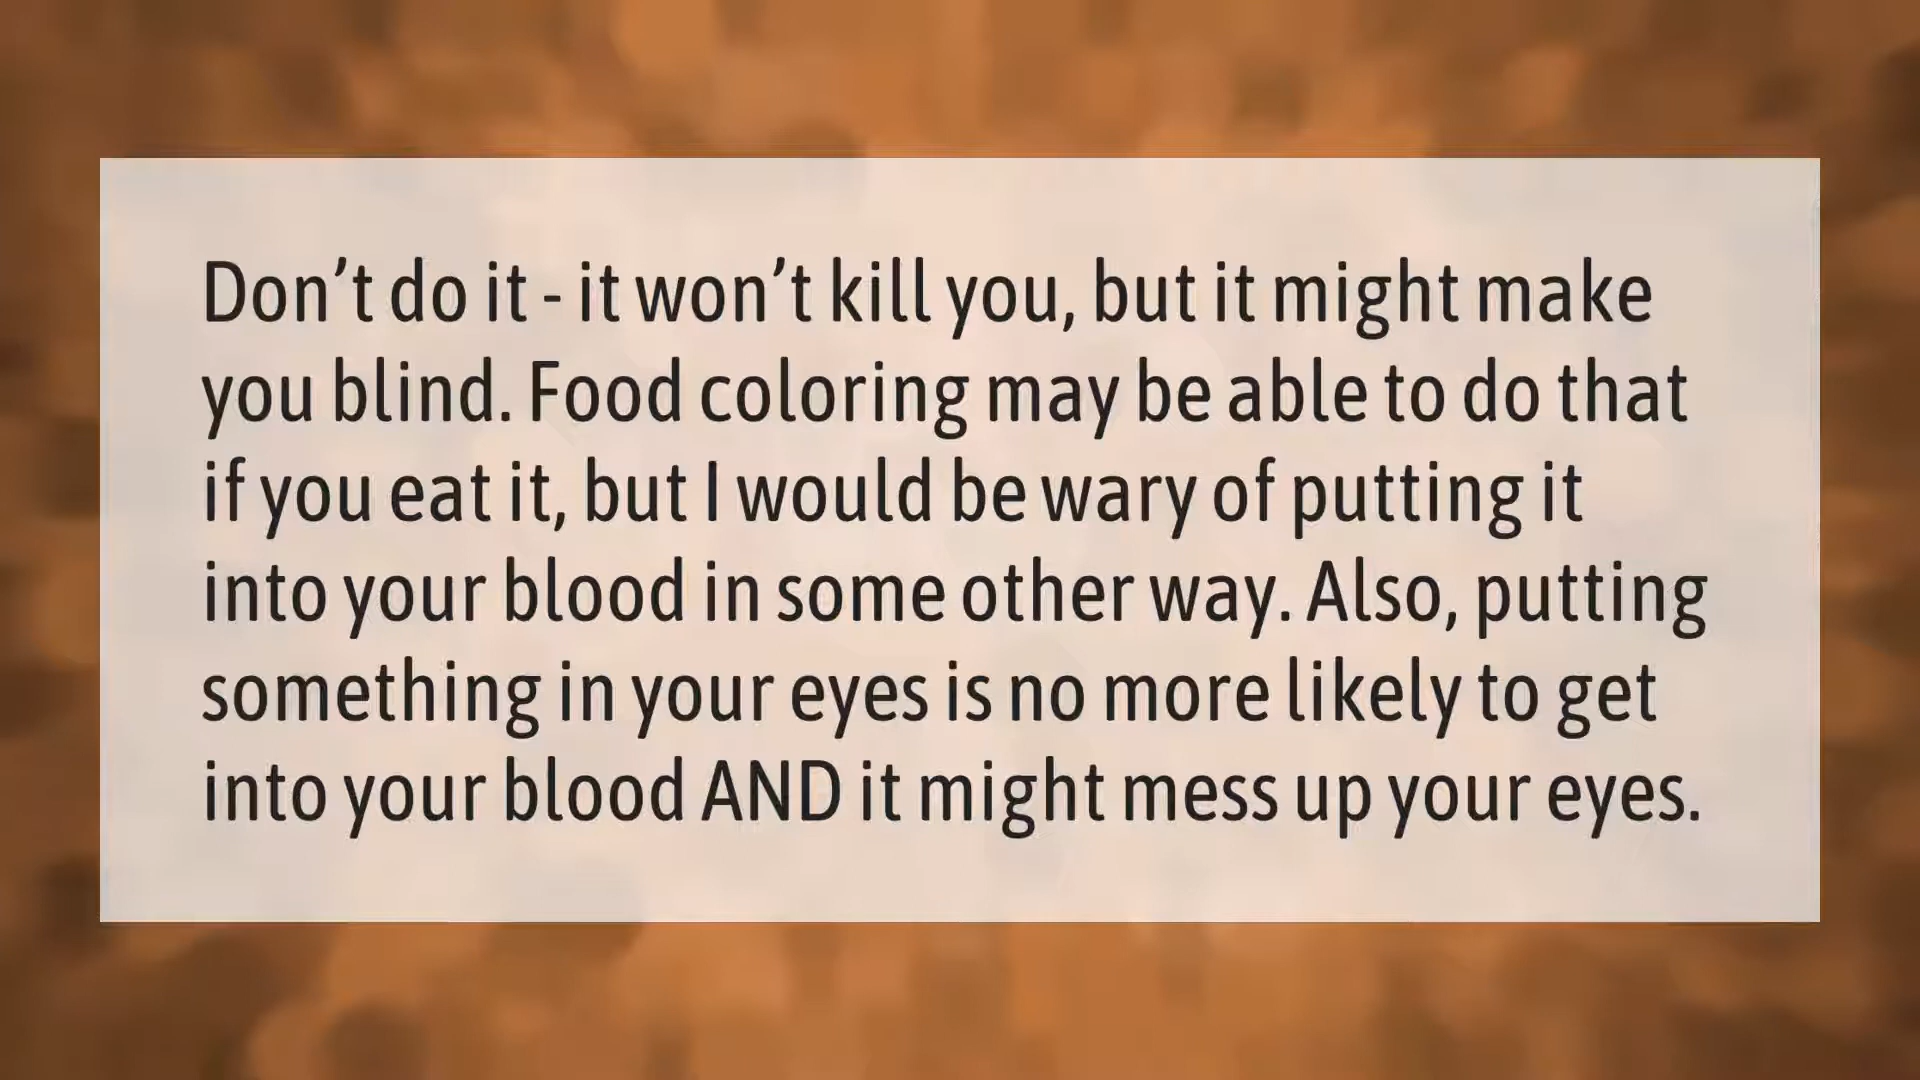 Don’t do it - it won’t kill you, but it might make
you blind. Food coloring may be able to do that
if you eat it, but I would be wary of putting it
into your blood in some other way. Also, putting
something in your eyes is no more likely to get
into your blood AND it might mess up your eyes.